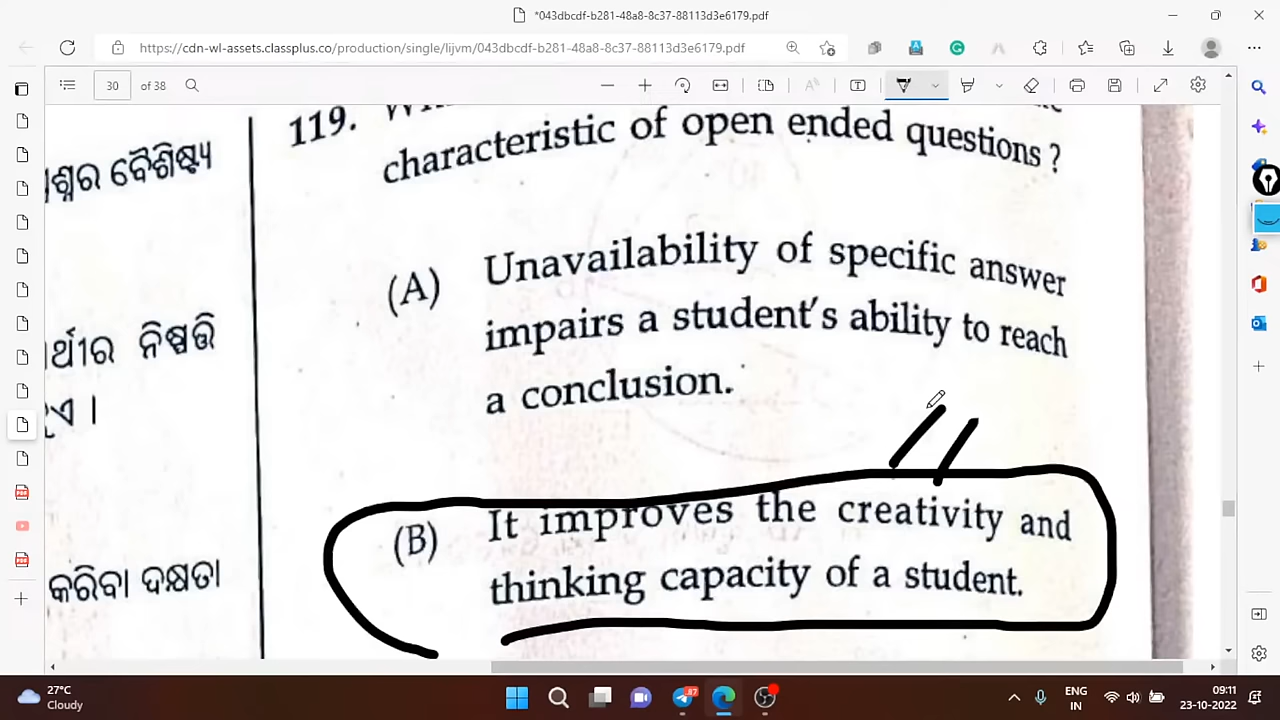 *043dbcdf-b281-48a8-8c37-88113d3e6179.pdf
https://cdn-wl-assets.classplus.co/production/single/lijvm/043dbcdf-b281-48a8-8c37-88113d3e6179.pdf
30 of 38
ବୈଶିଷ୍ଟ୍ୟ
ନିଷ୍ପତ୍ତି
କରିବା ଦକ୍ଷତା
119.
characteristic of open ended questions ?
(A) Unavailability of specific answer
impairs a student's ability to reach
a conclusion.
(B) It improves the creativity and
thinking capacity of a student.
27°C
Cloudy
87
ENG
IN
09:11
23-10-2022